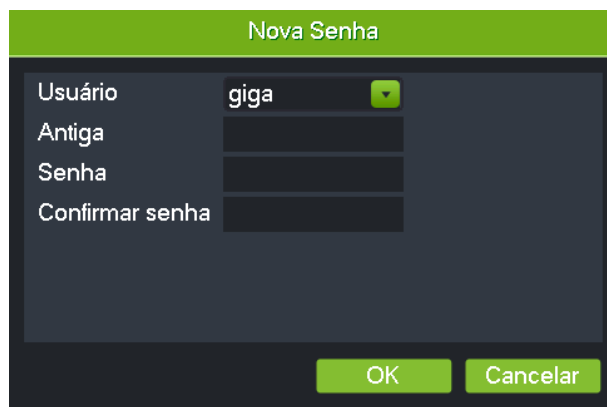 Nova Senha
Usuário giga
Antiga
Senha
Confirmar senha
OK Cancelar